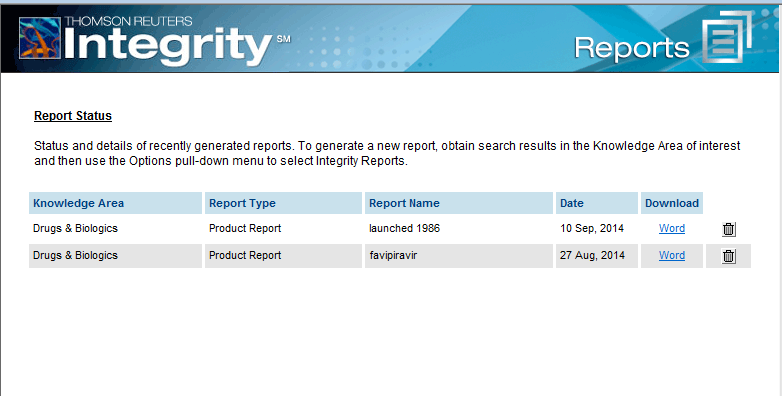 THOMSON REUTERS
Integrity SM
Reports
Report Status
Status and details of recently generated reports. To generate a new report, obtain search results in the Knowledge Area of interest
and then use the Options pull-down menu to select Integrity Reports.
Knowledge Area Report Type Report Name Date Download
Drugs & Biologics Product Report launched 1986 10 Sep, 2014 Word
Drugs & Biologics Product Report favipiravir 27 Aug, 2014 Word